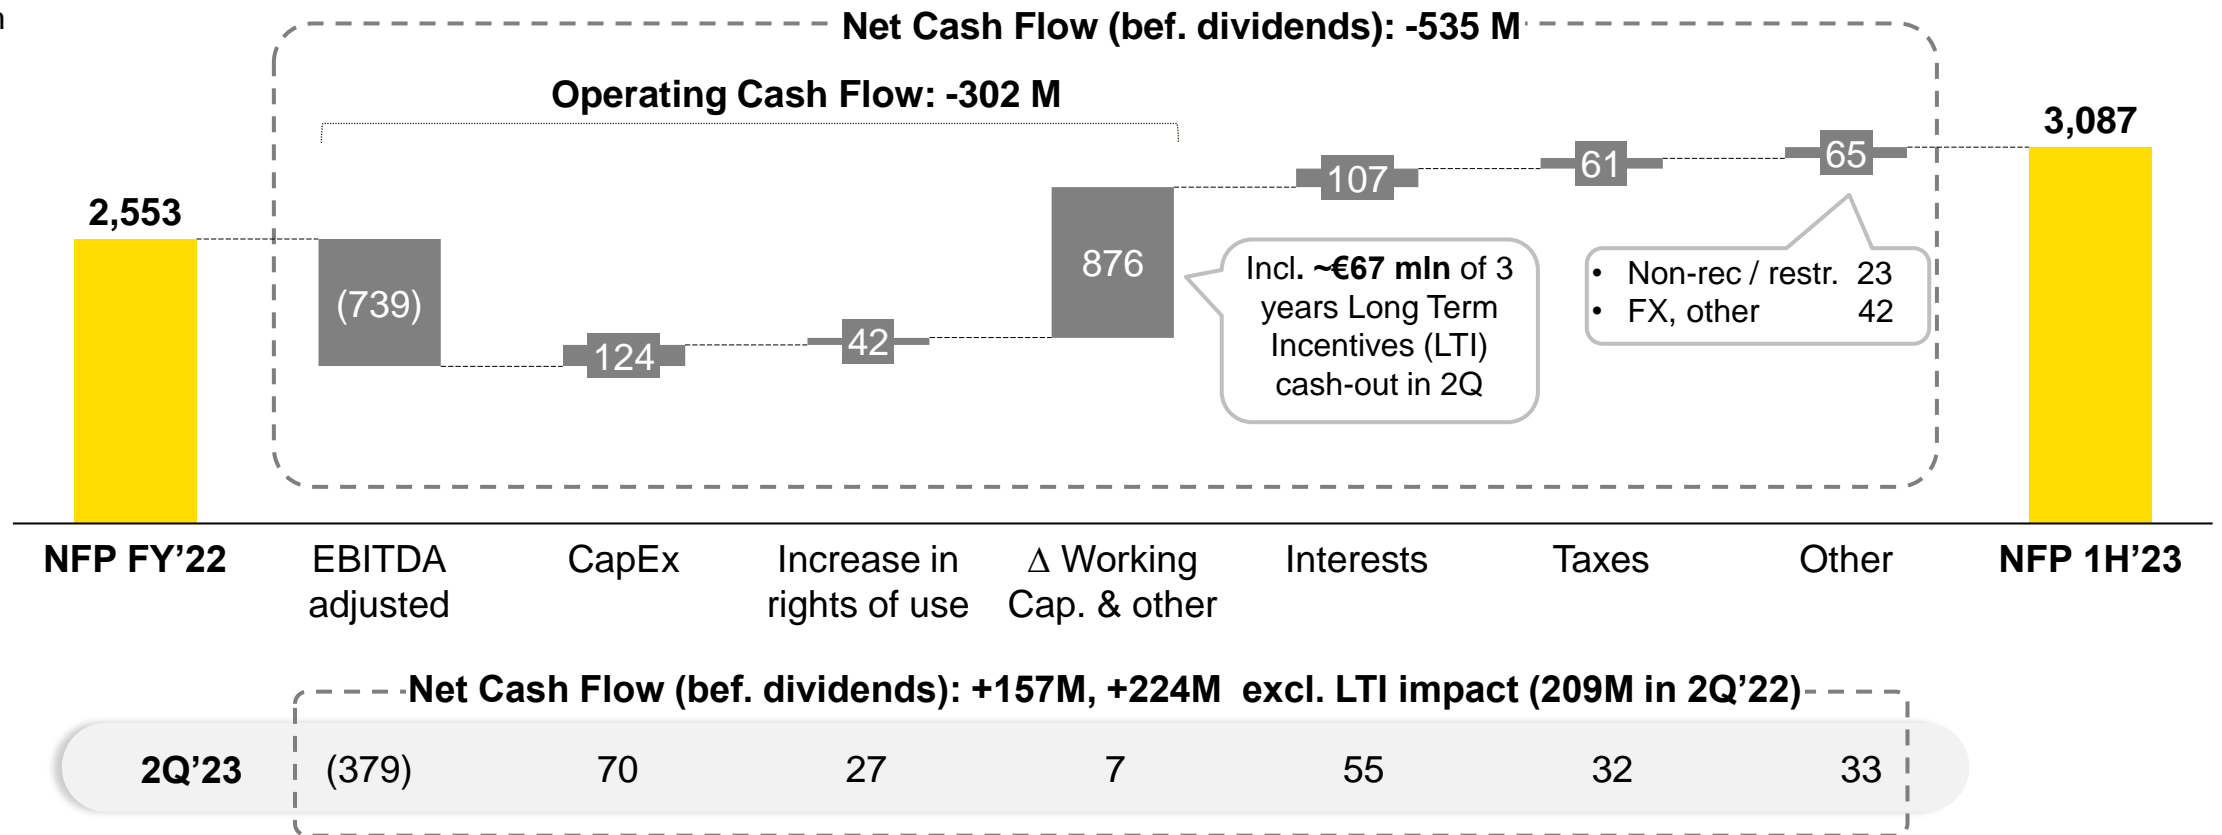 Net Cash Flow (bef. dividends): -535 M
Operating Cash Flow: -302 M
3,087
2,553
(739)
124
42
876
107
61
65
Incl. ~€67 mln of 3
years Long Term
Incentives (LTI)
cash-out in 2Q
• Non-rec / restr. 23
• FX, other 42
NFP FY’22
EBITDA
adjusted
CapEx
Increase in
rights of use
Δ Working
Cap. & other
Interests
Taxes
Other
NFP 1H’23
Net Cash Flow (bef. dividends): +157M, +224M excl. LTI impact (209M in 2Q’22)
2Q’23 (379) 70 27 7 55 32 33